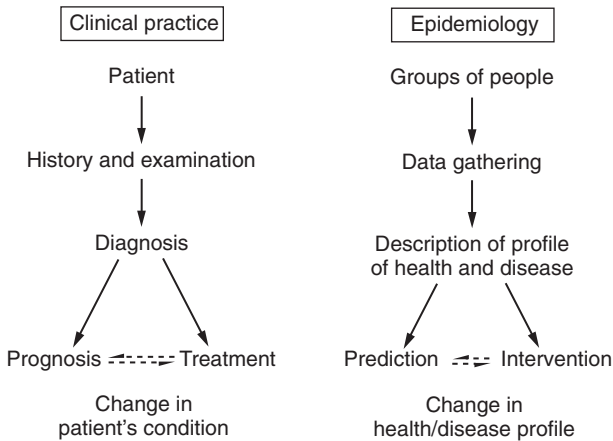 Clinical practice
Patient
History and examination
Diagnosis
Prognosis
Treatment
Change in
patient's condition
Epidemiology
Groups of people
Data gathering
Description of profile
of health and disease
Prediction
Intervention
Change in
health/disease profile